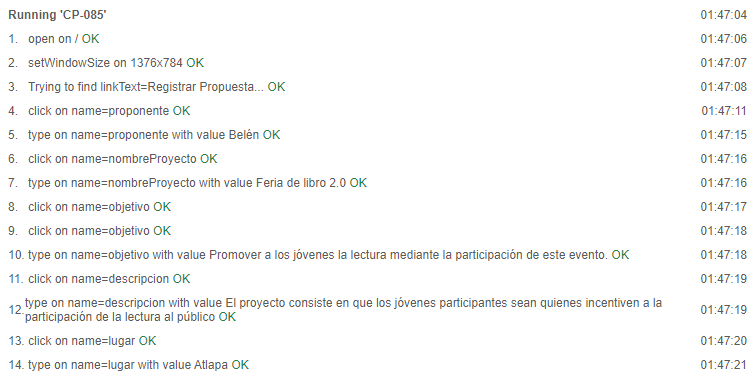 Running 'CP-085' 01:47:04
1. open on / OK 01:47:06
2. setWindowSize on 1376x784 OK 01:47:07
3. Trying to find linkText=Registrar Propuesta... OK 01:47:08
4. click on name=proponente OK 01:47:11
5. type on name=proponente with value Belén OK 01:47:15
6. click on name=nombreProyecto OK 01:47:16
7. type on name=nombreProyecto with value Feria de libro 2.0 OK 01:47:16
8. click on name=objetivo OK 01:47:17
9. click on name=objetivo OK 01:47:18
10. type on name=objetivo with value Promover a los jóvenes la lectura mediante la participación de este evento. OK 01:47:18
11. click on name=descripcion OK 01:47:19
12. type on name=descripcion with value El proyecto consiste en que los jóvenes participantes sean quienes incentiven a la
participación de la lectura al público OK 01:47:19
13. click on name=lugar OK 01:47:20
14. type on name=lugar with value Atlapa OK 01:47:21